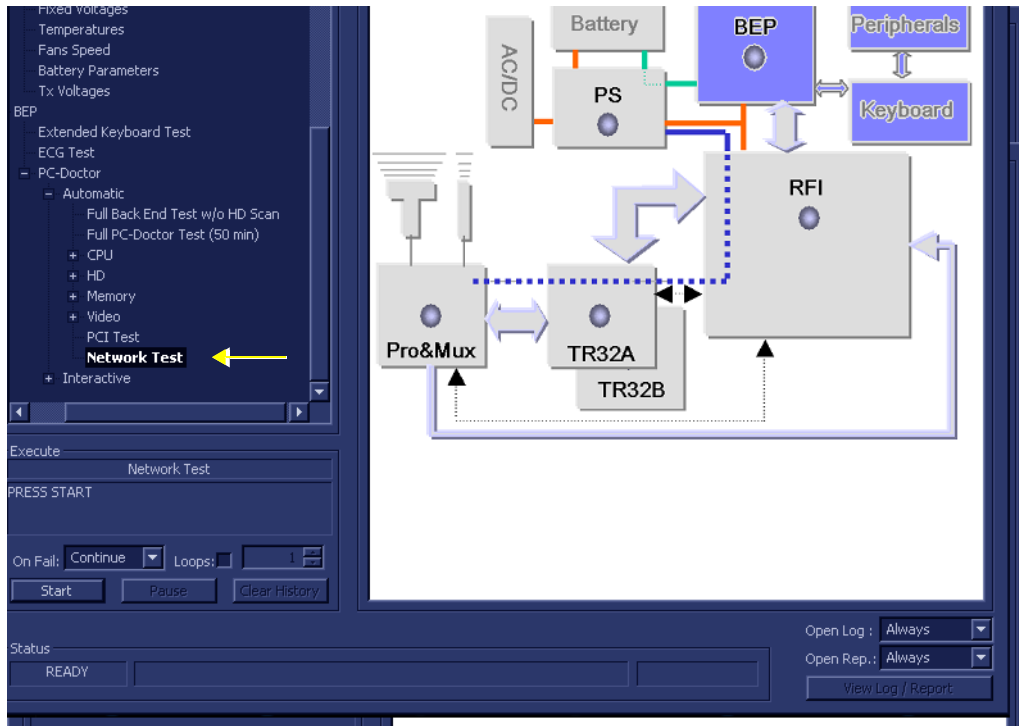 Fixed Voltages
Temperatures
Fans Speed
Battery Parameters
Tx Voltages
BEP
Extended Keyboard Test
ECG Test
PC-Doctor
Automatic
Full Back End Test w/o HD Scan
Full PC-Doctor Test (50 min)
CPU
HD
Memory
Video
PCI Test
Network Test
Interactive
Execute
Network Test
PRESS START
On Fail: Continue Loops: 1
Start Pause Clear History
Battery
BEP
Peripherals
AC/DC
PS
Keyboard
RFI
Pro&Mux
TR32A
TR32B
Open Log : Always
Status
READY
Open Rep.: Always
View Log / Report